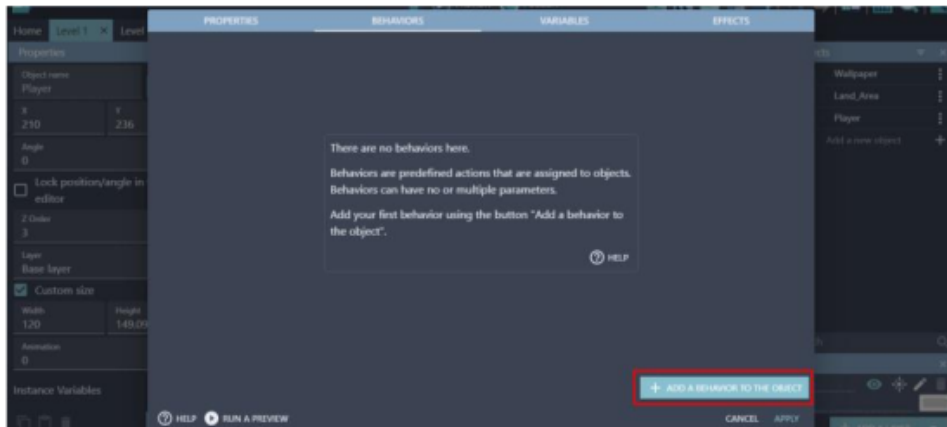 PROPERTIES BEHAVIORS VARIABLES EFFECTS
Home Level 1 × Level
Properties
Object name
Player
X Y
210 236
Angle
0
Lock position/angle in
editor
Z Order
3
Layer
Base layer
Custom size
Width Height
120 149.09
Animation
0
Instance Variables
There are no behaviors here.
Behaviors are predefined actions that are assigned to objects.
Behaviors can have no or multiple parameters.
Add your first behavior using the button "Add a behavior to
the object".
? HELP
+ ADD A BEHAVIOR TO THE OBJECT
? HELP RUN A PREVIEW CANCEL APPLY
Wallpaper
Land_Area
Player
Add a new object +